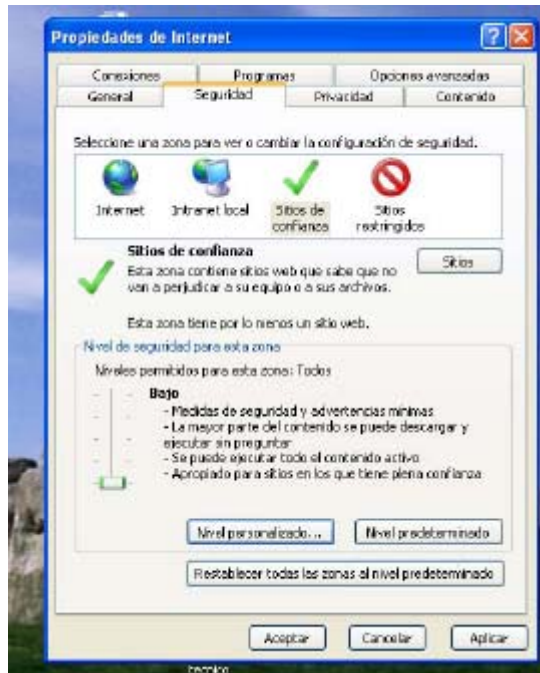 Propiedades de Internet
Conexiones Programas Opciones avanzadas
General Seguridad Privacidad Contenido
Seleccione una zona para ver o cambiar la configuración de seguridad.
Internet Intranet local Sitios de confianza Sitios restringidos
Sitios de confianza
Sitios
Esta zona contiene sitios web que sabe que no
van a perjudicar a su equipo o a sus archivos.
Esta zona tiene por lo menos un sitio web.
Nivel de seguridad para esta zona
Niveles permitidos para esta zona: Todos
Bajo
- Medidas de seguridad y advertencias mínimas
- La mayor parte del contenido se puede descargar y
ejecutar sin preguntar
- Se puede ejecutar todo el contenido activo
- Apropiado para sitios en los que tiene plena confianza
Nivel personalizado... Nivel predeterminado
Restablecer todas las zonas al nivel predeterminado
Aceptar Cancelar Aplicar
tecnico